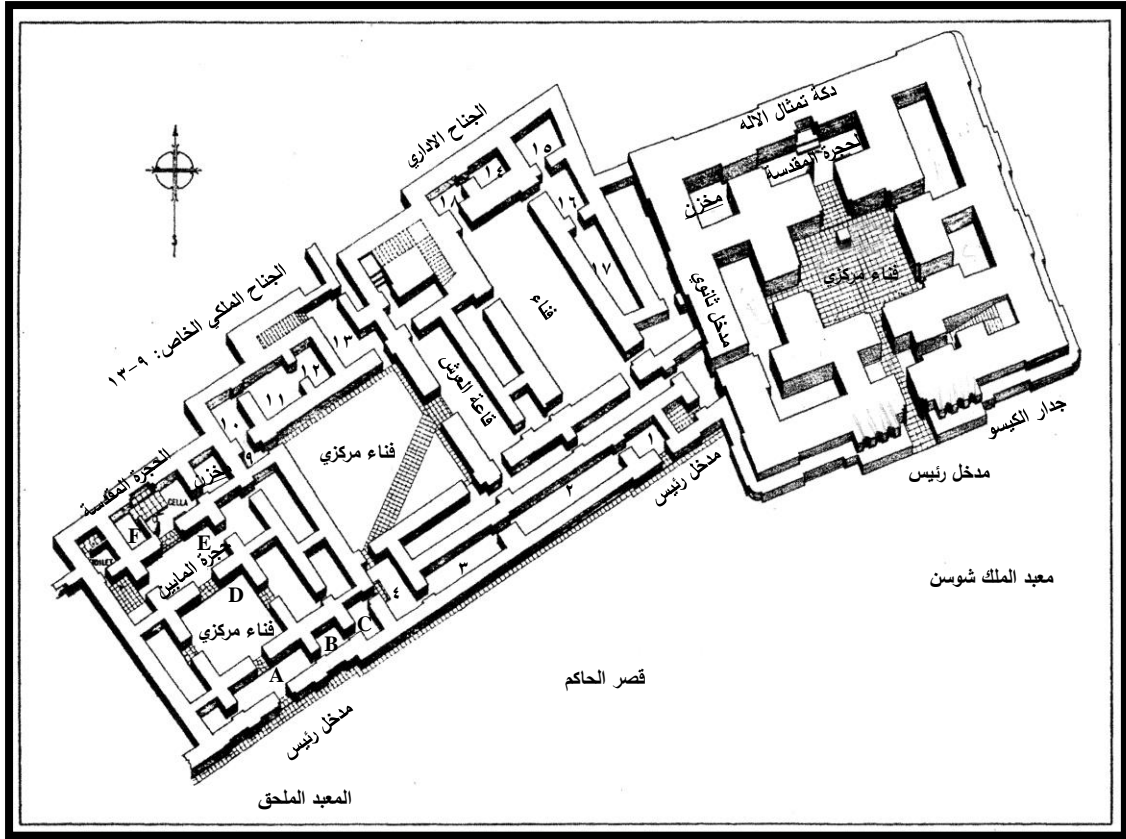 دكة تمثال الاله
الحجرة المقدسة
مخزن
فناء مركزي
مدخل ثانوي
جدار الكيسو
مدخل رئيس
معبد الملك شوسن
الجناح الاداري
١٥
١٤
١٨
١٦
١٧
فناء
قاعة العرش
الجناح الملكي الخاص: ٩-١٣
١٣
١٢
١١
١٠
٩
فناء مركزي
١
مدخل رئيس
٢
٣
٤
قصر الحاكم
الحجرة المقدسة
مخزن
CELLA
F
TOILET
E
حجرة المابين
D
فناء مركزي
C
B
A
مدخل رئيس
المعبد الملحق